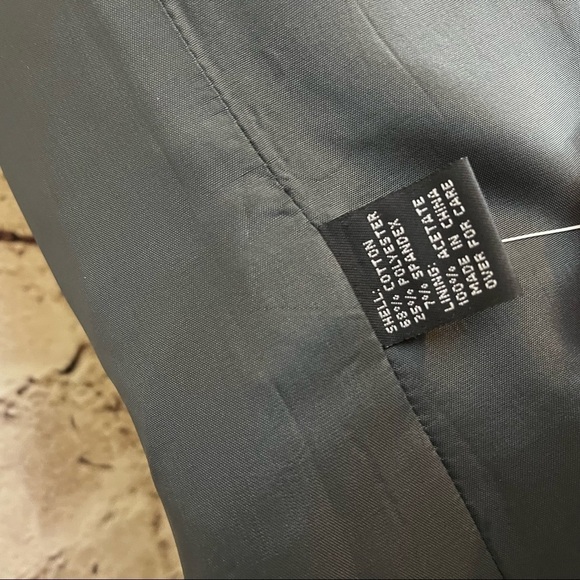 SHELL:
68% COTTON
25% POLYESTER
7% SPANDEX
LINING:
100% ACETATE
MADE IN CHINA
OVER FOR CARE